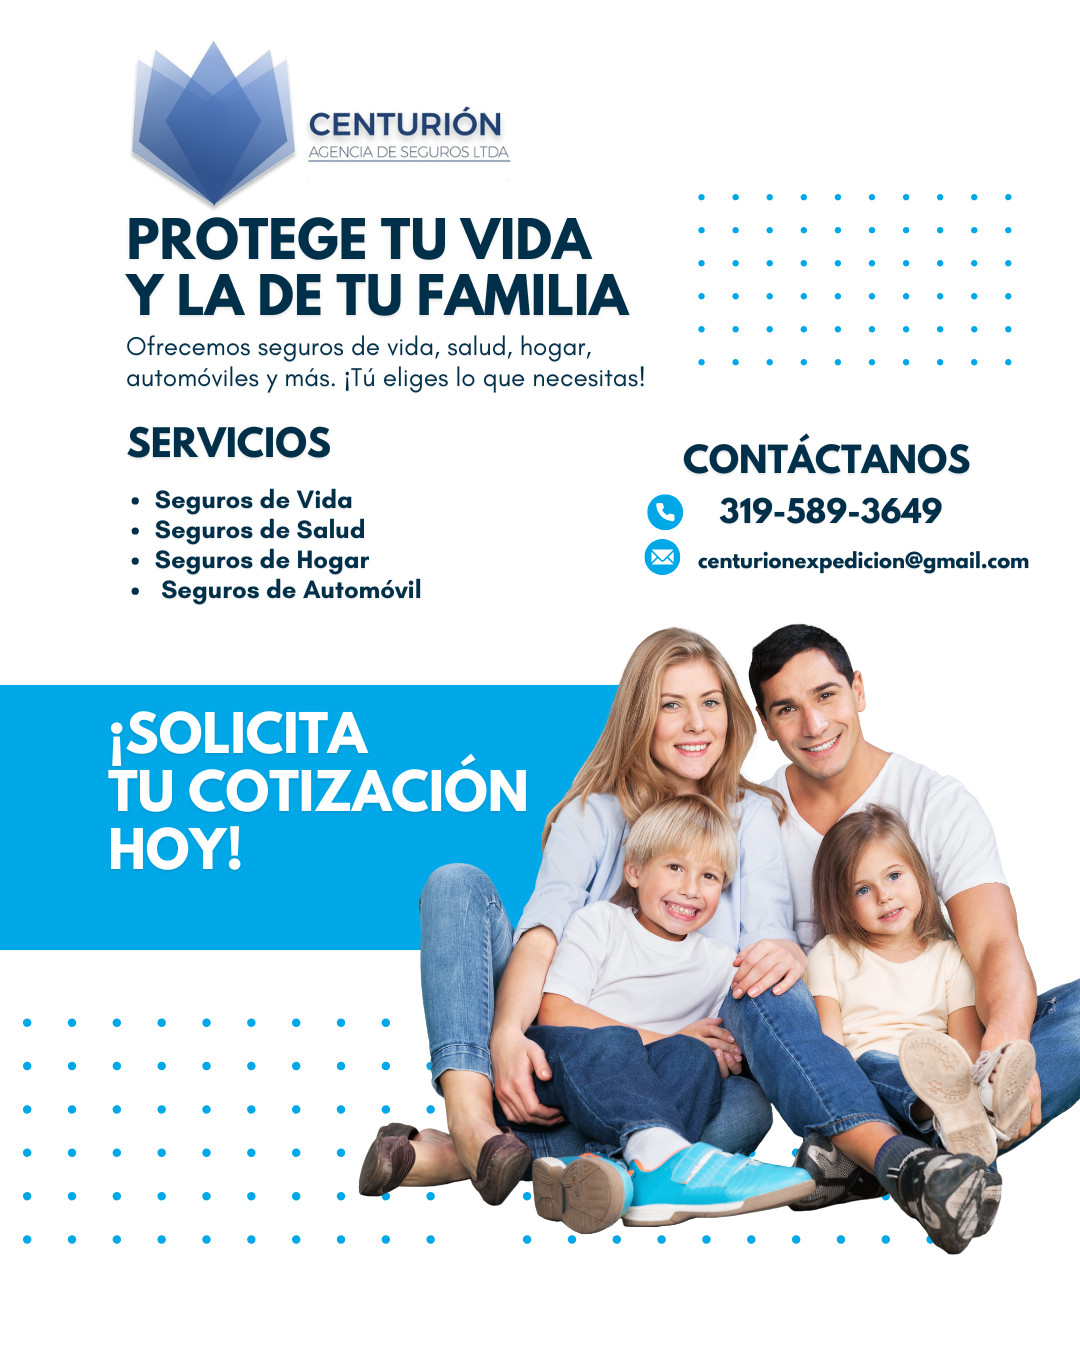 CENTURIÓN
AGENCIA DE SEGUROS LTDA
PROTEGE TU VIDA
Y LA DE TU FAMILIA
Ofrecemos seguros de vida, salud, hogar,
automóviles y más. ¡Tú eliges lo que necesitas!
SERVICIOS
• Seguros de Vida
• Seguros de Salud
• Seguros de Hogar
• Seguros de Automóvil
CONTÁCTANOS
319-589-3649
centurionexpedicion@gmail.com
¡SOLICITA
TU COTIZACIÓN
HOY!